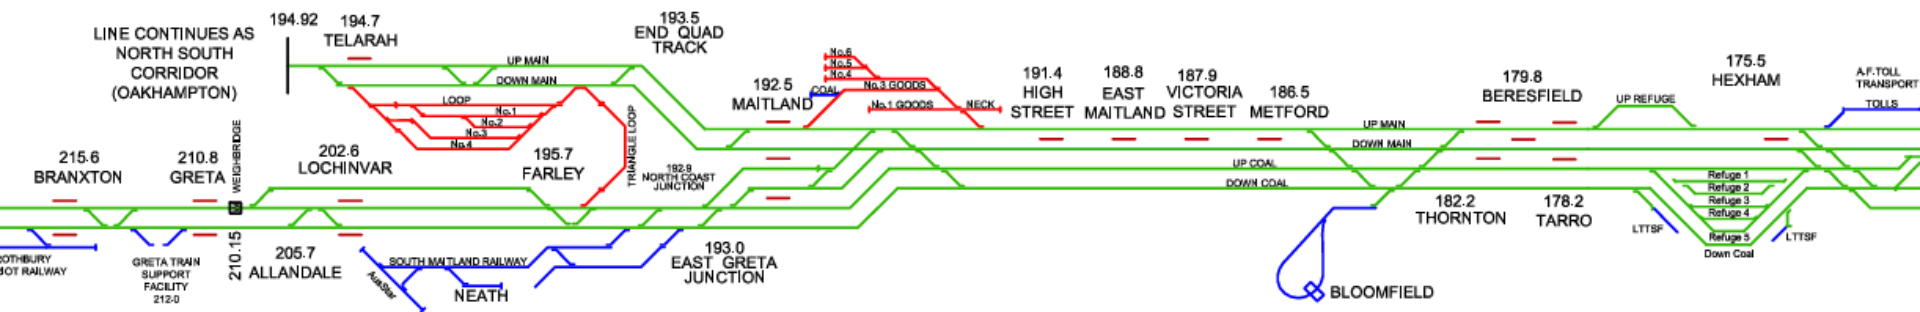 LINE CONTINUES AS
NORTH SOUTH
CORRIDOR
(OAKHAMPTON)
194.92
194.7
TELARAH
UP MAIN
DOWN MAIN
LOOP
No.1
No.2
No.3
No.4
TRIANGLE LOOP
193.5
END QUAD
TRACK
192.5
MAITLAND
No.6
No.5
No.4
COAL
No.3 GOODS
No.1 GOODS
NECK
191.4
HIGH
STREET
188.8
EAST
MAITLAND
187.9
VICTORIA
STREET
186.5
METFORD
UP MAIN
DOWN MAIN
UP COAL
DOWN COAL
179.8
BERESFIELD
UP REFUGE
175.5
HEXHAM
A.F.TOLL
TRANSPORT
TOLLS
215.6
BRANXTON
210.8
GRETA
WEIGHBRIDGE
210.15
202.6
LOCHINVAR
195.7
FARLEY
192.9
NORTH COAST
JUNCTION
Refuge 1
Refuge 2
Refuge 3
Refuge 4
Refuge 5
Down Coal
LTTSF
LTTSF
182.2
THORNTON
178.2
TARRO
OTHBURY
IOT RAILWAY
GRETA TRAIN
SUPPORT
FACILITY
212-0
205.7
ALLANDALE
AusStar
SOUTH MAITLAND RAILWAY
NEATH
193.0
EAST GRETA
JUNCTION
BLOOMFIELD